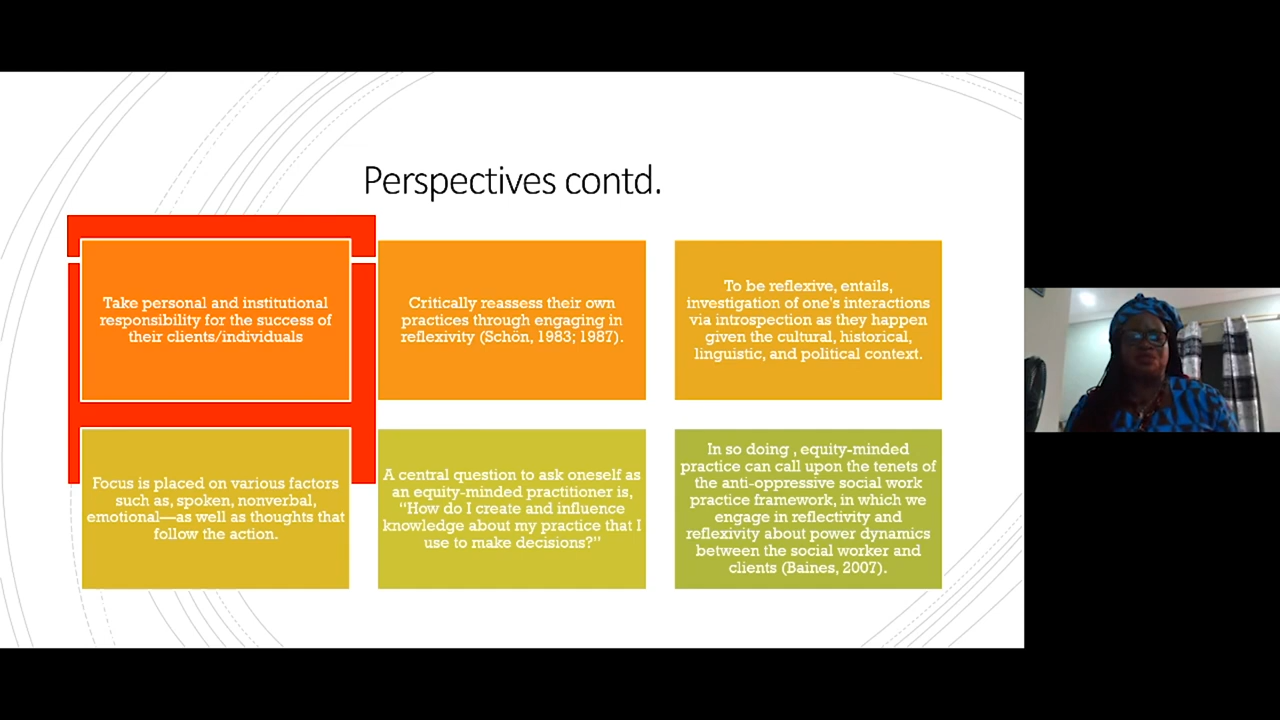 Perspectives contd.
Take personal and institutional
responsibility for the success of
their clients/individuals
Critically reassess their own
practices through engaging in
reflexivity (Schon, 1983; 1987).
To be reflexive, entails,
investigation of one's interactions
via introspection as they happen
given the cultural, historical,
linguistic, and political context.
Focus is placed on various factors
such as, spoken, nonverbal,
emotional—as well as thoughts that
follow the action.
A central question to ask oneself as
an equity-minded practitioner is,
"How do I create and influence
knowledge about my practice that I
use to make decisions?"
In so doing , equity-minded
practice can call upon the tenets of
the anti-oppressive social work
practice framework, in which we
engage in reflectivity and
reflexivity about power dynamics
between the social worker and
clients (Baines, 2007).